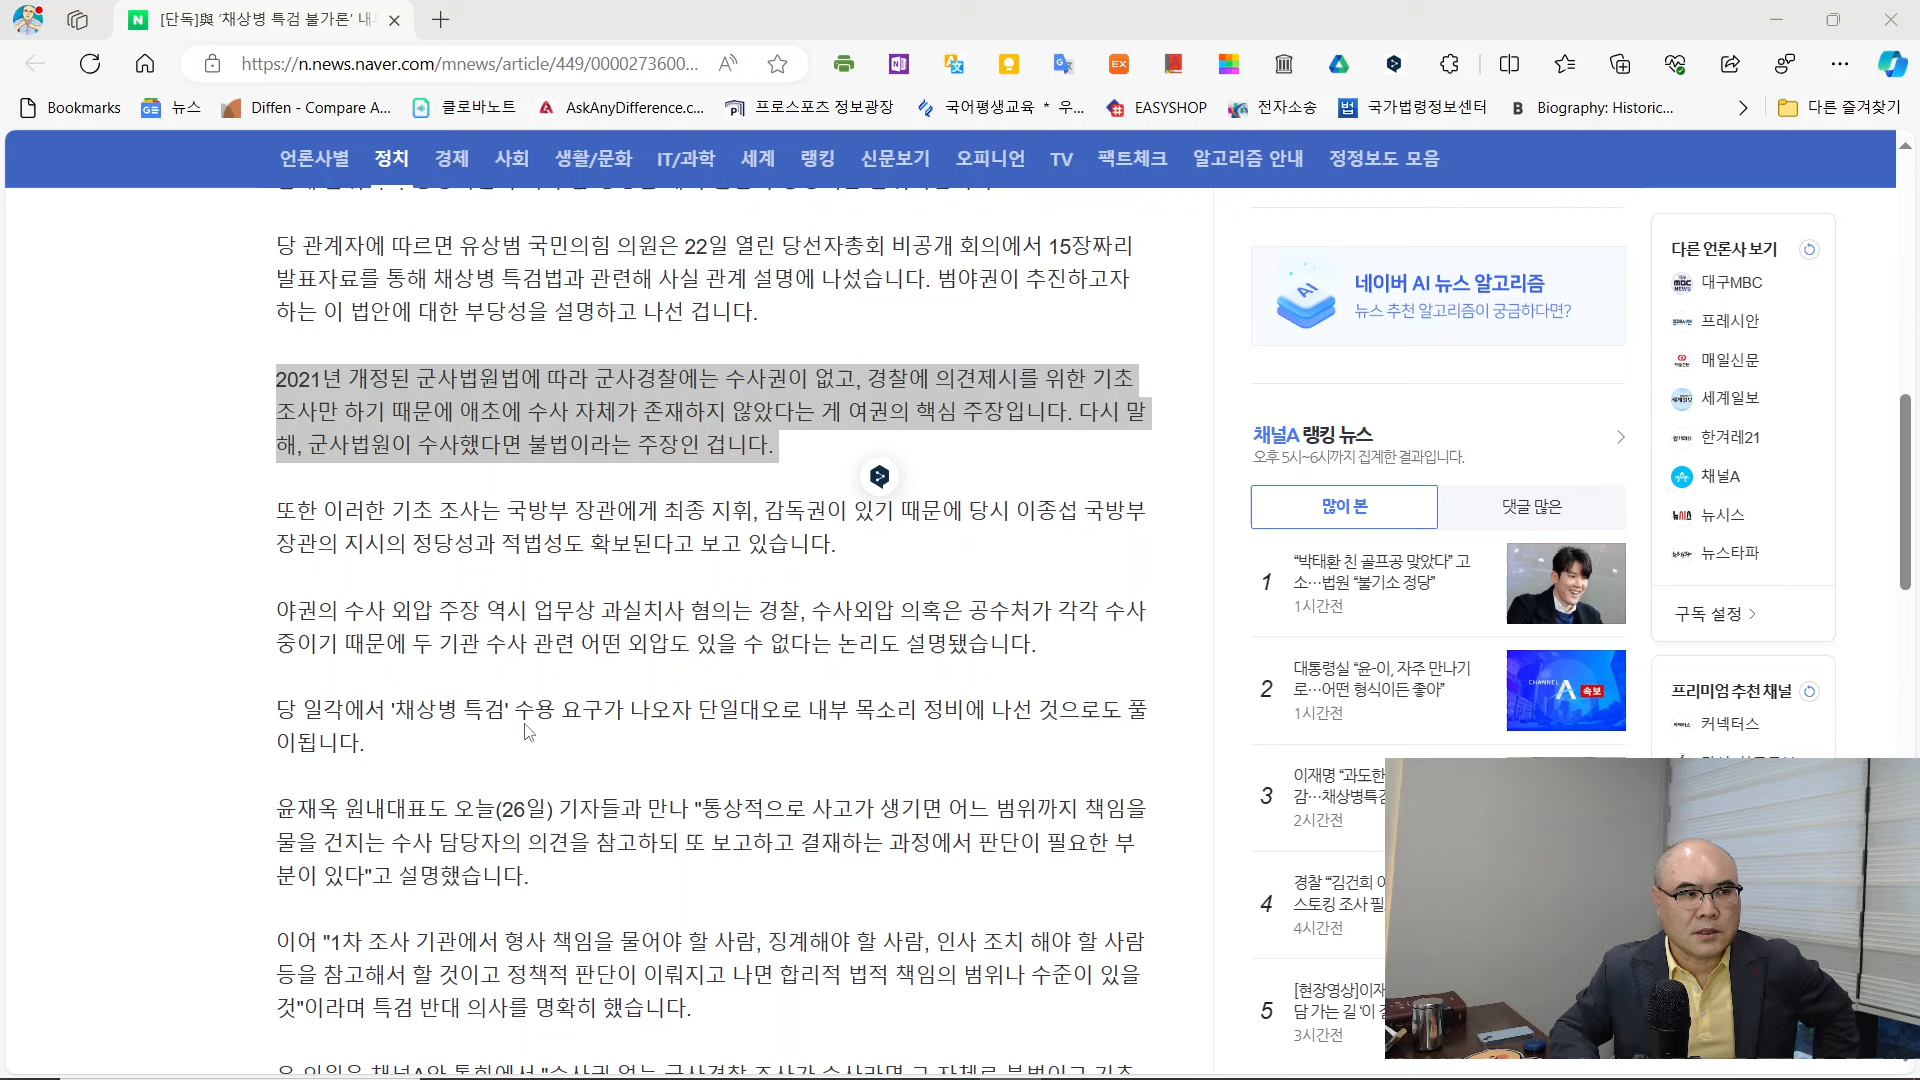 [단독]與 ‘채상병 특검 불가론’ 내
https://n.news.naver.com/mnews/article/449/0000273600...
Bookmarks
뉴스
Diffen - Compare A...
클로바노트
AskAnyDifference.c...
프로스포츠 정보광장
국어평생교육 * 우...
EASYSHOP
전자소송
국가법령정보센터
Biography: Historic...
다른 즐겨찾기
언론사별 정치 경제 사회 생활/문화 IT/과학 세계 랭킹 신문보기 오피니언 TV 팩트체크 알고리즘 안내 정정보도 모음
당 관계자에 따르면 유상범 국민의힘 의원은 22일 열린 당선자총회 비공개 회의에서 15장짜리
발표자료를 통해 채상병 특검법과 관련해 사실 관계 설명에 나섰습니다. 범야권이 추진하고자
하는 이 법안에 대한 부당성을 설명하고 나선 겁니다.
2021년 개정된 군사법원법에 따라 군사경찰에는 수사권이 없고, 경찰에 의견제시를 위한 기초
조사만 하기 때문에 애초에 수사 자체가 존재하지 않았다는 게 여권의 핵심 주장입니다. 다시 말
해, 군사법원이 수사했다면 불법이라는 주장인 겁니다.
또한 이러한 기초 조사는 국방부 장관에게 최종 지휘, 감독권이 있기 때문에 당시 이종섭 국방부
장관의 지시의 정당성과 적법성도 확보된다고 보고 있습니다.
야권의 수사 외압 주장 역시 업무상 과실치사 혐의는 경찰, 수사외압 의혹은 공수처가 각각 수사
중이기 때문에 두 기관 수사 관련 어떤 외압도 있을 수 없다는 논리도 설명됐습니다.
당 일각에서 '채상병 특검' 수용 요구가 나오자 단일대오로 내부 목소리 정비에 나선 것으로도 풀
이됩니다.
윤재옥 원내대표도 오늘(26일) 기자들과 만나 "통상적으로 사고가 생기면 어느 범위까지 책임을
물을 건지는 수사 담당자의 의견을 참고하되 또 보고하고 결재하는 과정에서 판단이 필요한 부
분이 있다"고 설명했습니다.
이어 "1차 조사 기관에서 형사 책임을 물어야 할 사람, 징계해야 할 사람, 인사 조치 해야 할 사람
등을 참고해서 할 것이고 정책적 판단이 이뤄지고 나면 합리적 법적 책임의 범위나 수준이 있을
것"이라며 특검 반대 의사를 명확히 했습니다.
네이버 AI 뉴스 알고리즘
뉴스 추천 알고리즘이 궁금하다면?
채널A 랭킹 뉴스
오후 5시~6시까지 집계한 결과입니다.
많이 본
댓글 많은
1
“박태환 친 골프공 맞았다” 고
소…법원 “불기소 정당”
1시간전
2
대통령실 “윤-이, 자주 만나기
로…어떤 형식이든 좋아”
1시간전
CHANNEL A 속보
3
이재명 “과도한
감…채상병특검
2시간전
4
경찰 “‘김건희
스토킹 조사 필
4시간전
5
[현장영상]이재
담 가는 길 ‘이
3시간전
다른 언론사 보기
대구MBC
프레시안
매일신문
세계일보
한겨레21
채널A
뉴시스
뉴스타파
구독 설정
프리미엄 추천 채널
커넥터스